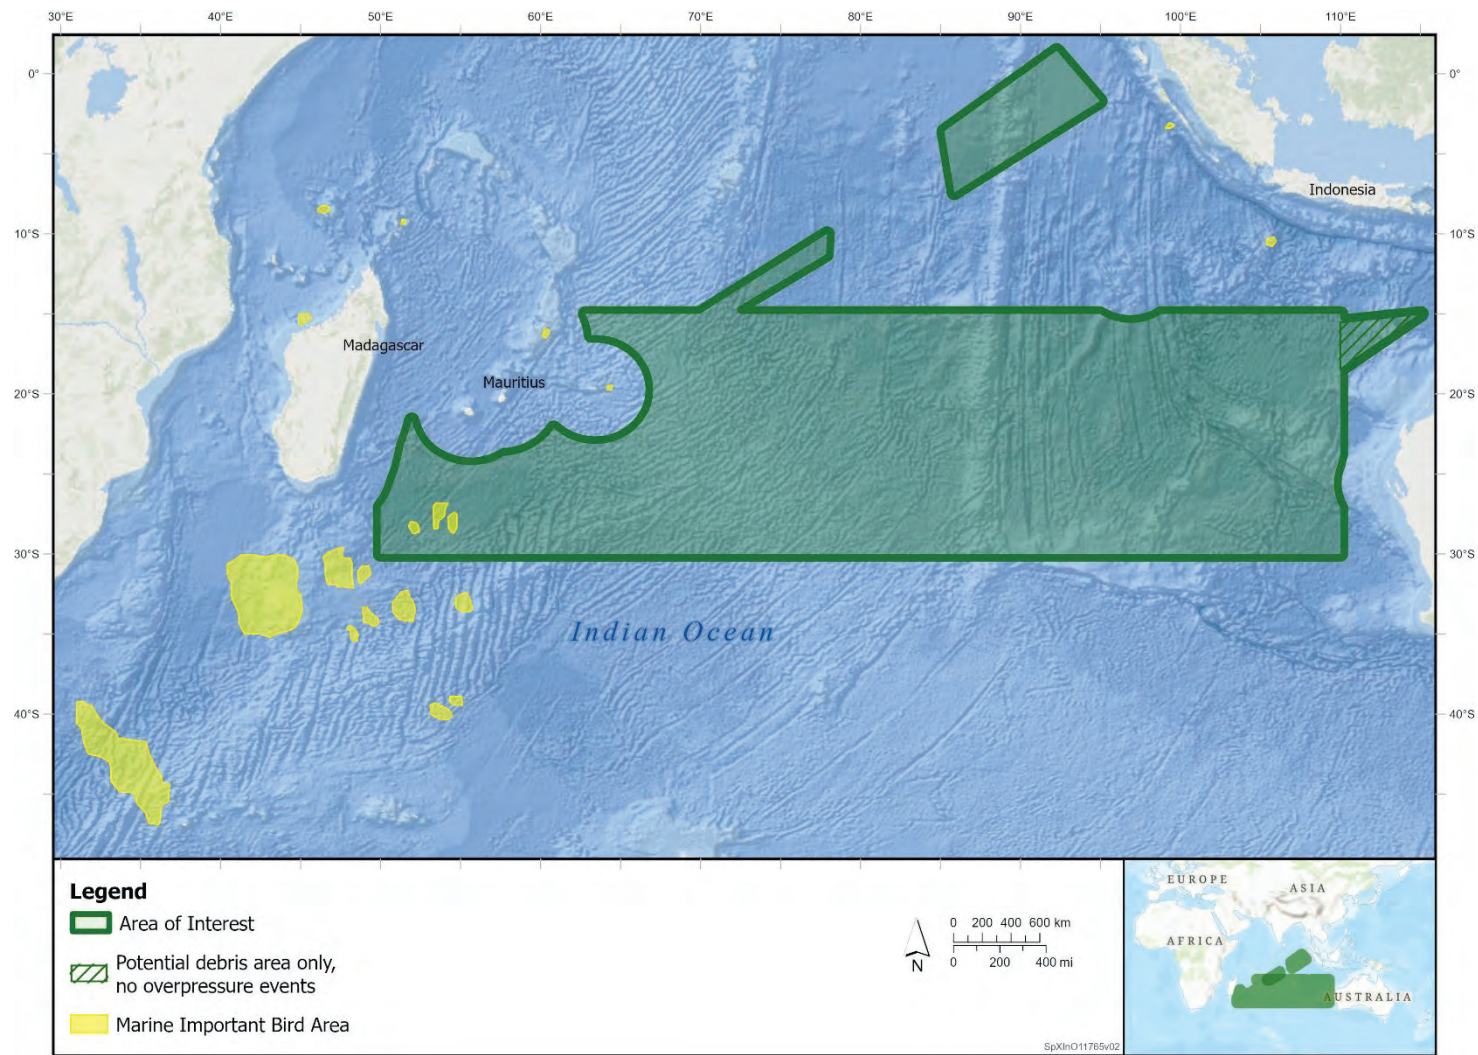 30°E 40°E 50°E 60°E 70°E 80°E 90°E 100°E 110°E
0° 0°
Indonesia
10°S 10°S
Madagascar
Mauritius
20°S 20°S
30°S 30°S
Indian Ocean
40°S 40°S
Legend
Area of Interest
Potential debris area only,
no overpressure events
Marine Important Bird Area
N
0 200 400 600 km
0 200 400 mi
SpXInO11765v02
EUROPE
ASIA
AFRICA
AUSTRALIA